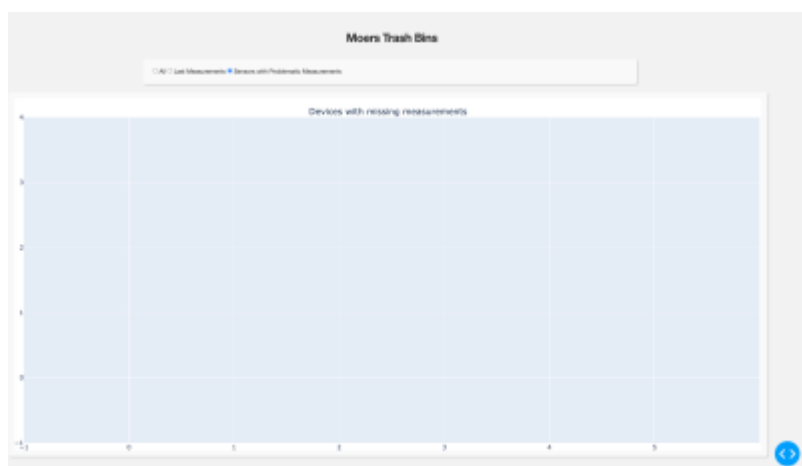 Moers Trash Bins
All Last Measurements Sensors with Problematic Measurements
Devices with missing measurements
4
3
2
1
0
-1
-1 0 1 2 3 4 5